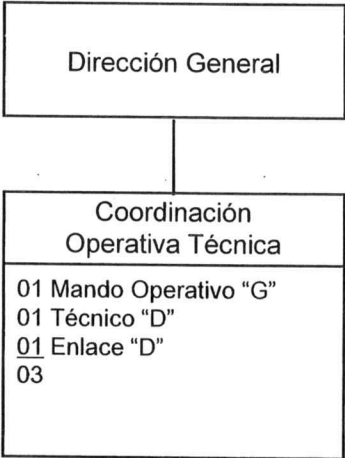 Dirección General
Coordinación
Operativa Técnica
01 Mando Operativo “G”
01 Técnico “D”
01 Enlace “D”
03